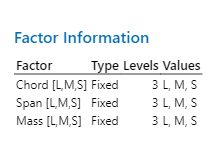 Factor Information
Factor Type Levels Values
Chord [L,M,S] Fixed 3 L, M, S
Span [L,M,S] Fixed 3 L, M, S
Mass [L,M,S] Fixed 3 L, M, S